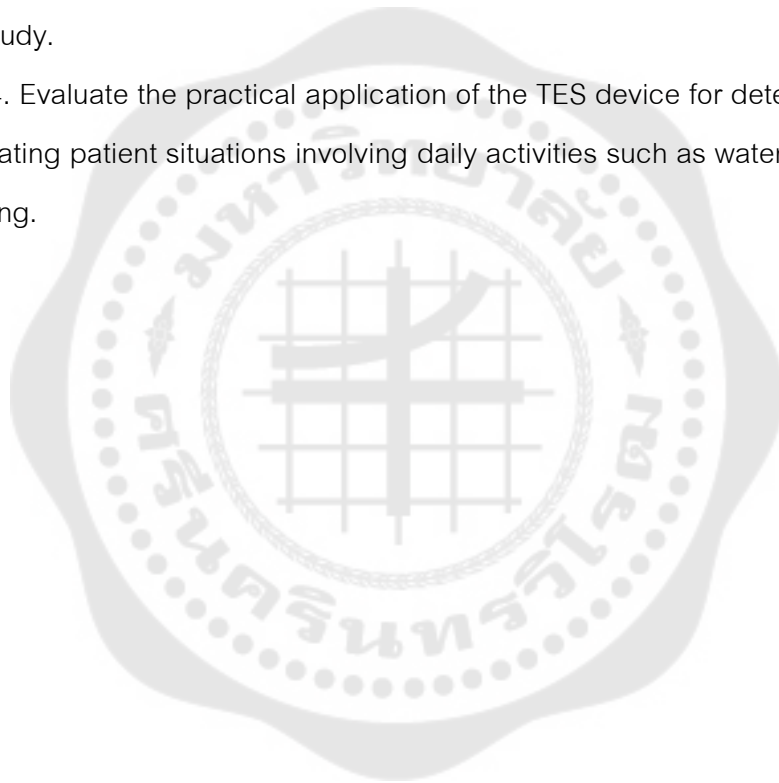 udy.
. Evaluate the practical application of the TES device for dete
ating patient situations involving daily activities such as water
ng.
มหาวิทยาลัย
ศรีนครินทรวิโรฒ